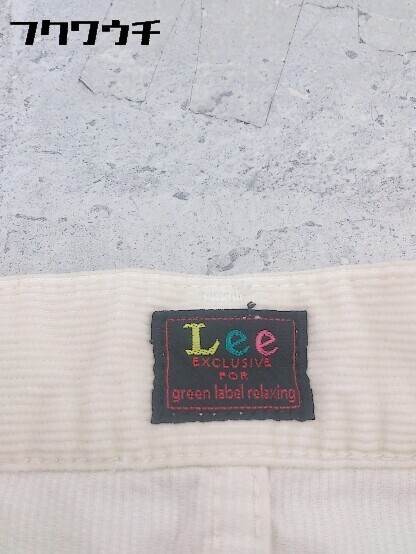 フクワウチ
Lee
EXCLUSIVE
FOR
green label relaxing